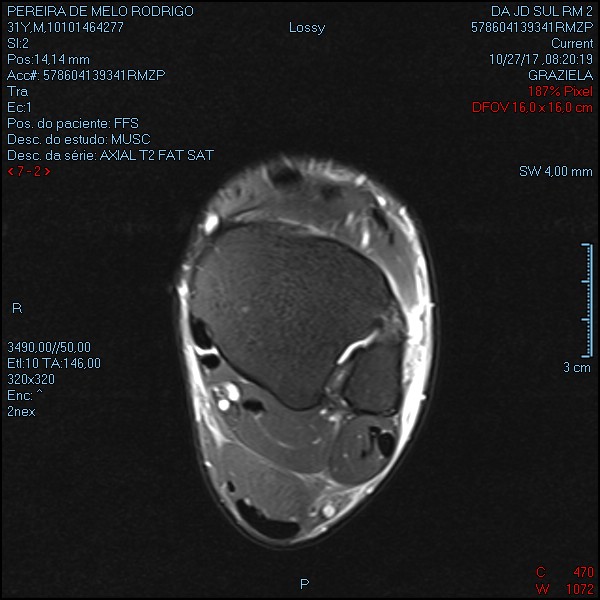 PEREIRA DE MELO RODRIGO
31Y,M,10101464277
Sl:2
Pos:14,14 mm
Acc#: 578604139341RMZP
Tra
Ec:1
Pos. do paciente: FFS
Desc. do estudo: MUSC
Desc. da série: AXIAL T2 FAT SAT
< 7 - 2 >
Lossy
DA JD SUL RM 2
578604139341RMZP
Current
10/27/17 ,08:20:19
GRAZIELA
187% Pixel
DFOV 16,0 x 16,0 cm
SW 4,00 mm
R
3 cm
3490,00//50,00
Etl:10 TA:146,00
320x320
Enc: ^
2nex
P
C 470
W 1072